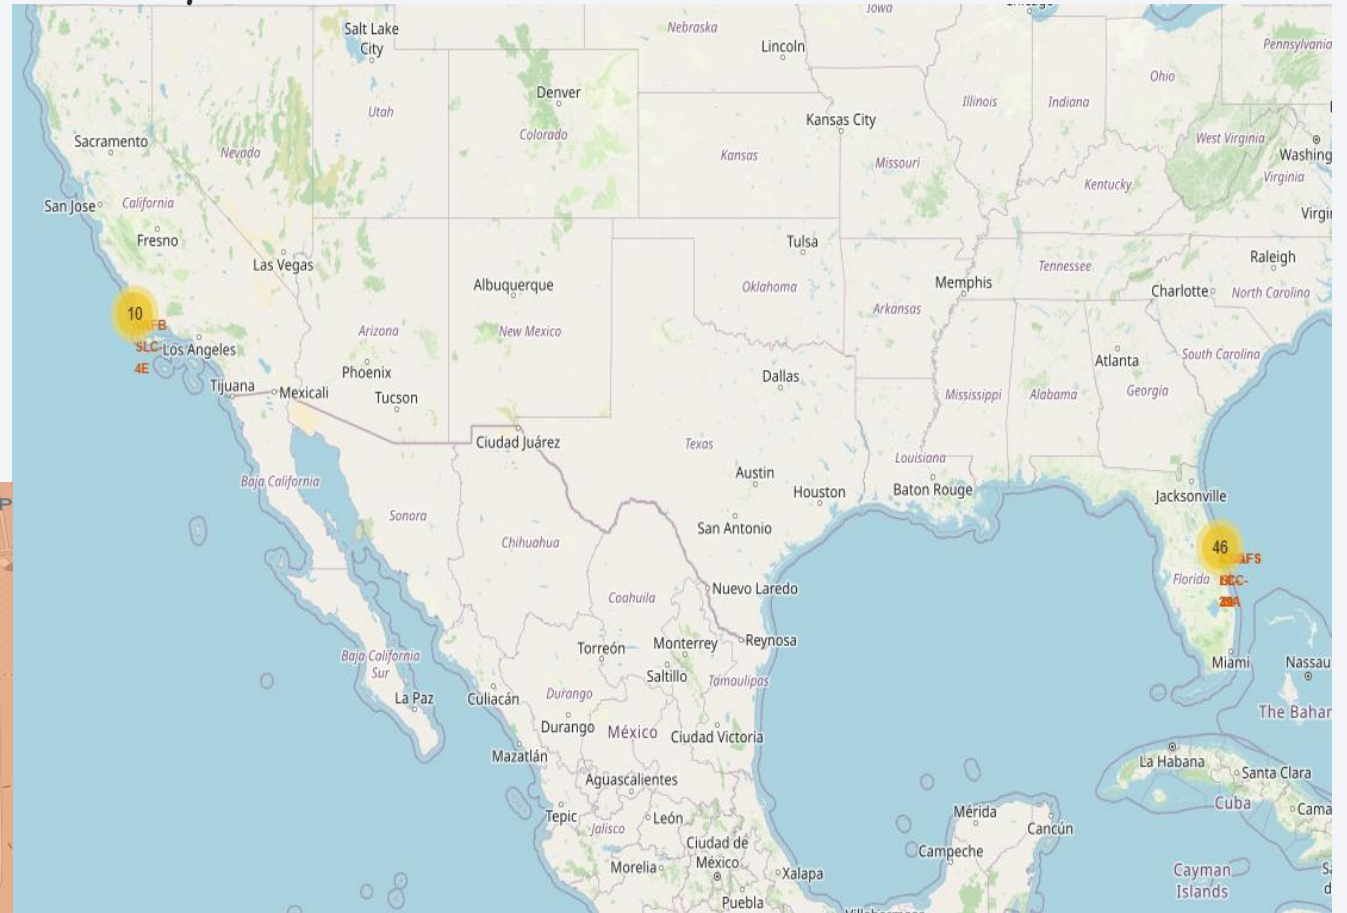 Iowa
Nebraska
Salt Lake
City
Lincoln
Pennsylvania
Ohio
Denver
Illinois
Indiana
Utah
Kansas City
Colorado
Sacramento
Nevada
Kansas
Missouri
West Virginia
Washing
Kentucky
Virginia
San Jose
California
Virgi
Fresno
Tulsa
Las Vegas
Raleigh
Tennessee
Albuquerque
Oklahoma
Memphis
Charlotte
North Carolina
10
Arkansas
Arizona
New Mexico
SLC-
Los Angeles
4E
South Carolina
Atlanta
Phoenix
Dallas
Tijuana
Mexicali
Tucson
Mississippi
Alabama
Georgia
Ciudad Juárez
Texas
Louisiana
Austin
Baja California
Houston
Baton Rouge
Jacksonville
P
Sonora
San Antonio
Chihuahua
46
Florida
Nuevo Laredo
Coahuila
Torreón
Monterrey
Reynosa
Baja California
Sur
Saltillo
Miami
Nassau
Tamaulipas
La Paz
Culiacán
Durango
Durango
México
Ciudad Victoria
The Bahar
Mazatlán
La Habana
Santa Clara
Aguascalientes
Cuba
Cama
Tepic
León
Mérida
Jalisco
Cancún
Ciudad de
México
Campeche
Morelia
Xalapa
Cayman
Islands
Puebla